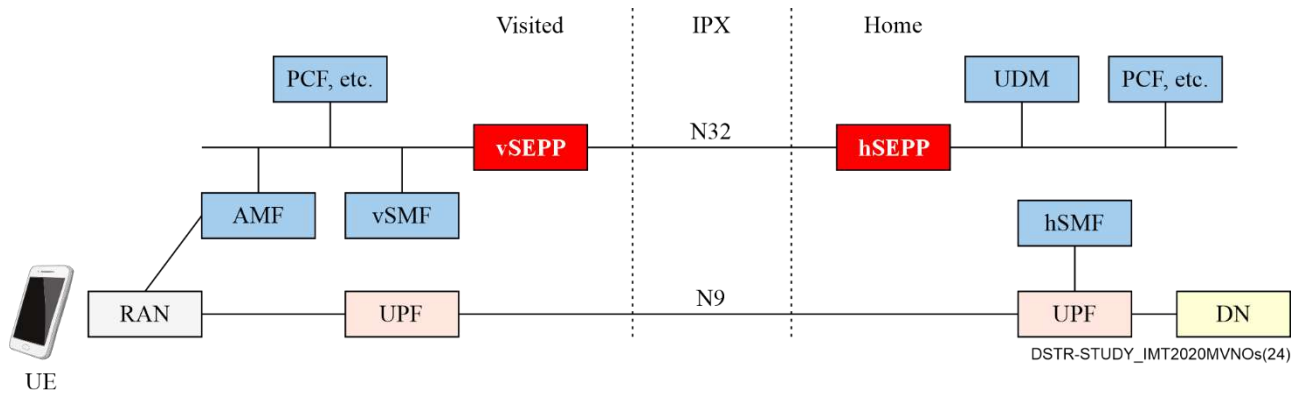 Visited
IPX
Home
PCF, etc.
UDM
PCF, etc.
vSEPP
N32
hSEPP
AMF
vSMF
hSMF
RAN
UPF
N9
UPF
DN
DSTR-STUDY_IMT2020MVNOs(24)
UE